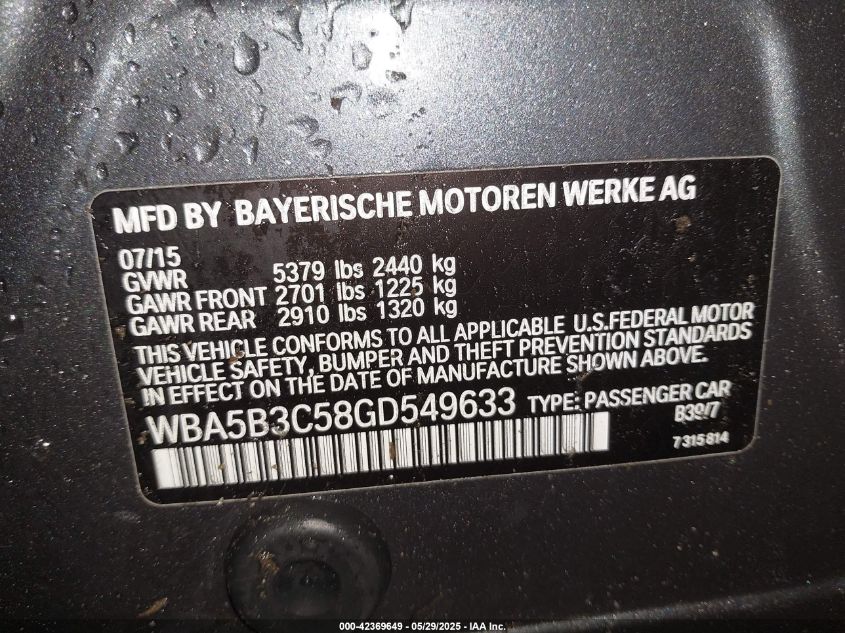 MFD BY BAYERISCHE MOTOREN WERKE AG
07/15
GVWR 5379 lbs 2440 kg
GAWR FRONT 2701 lbs 1225 kg
GAWR REAR 2910 lbs 1320 kg
THIS VEHICLE CONFORMS TO ALL APPLICABLE U.S.FEDERAL MOTOR
VEHICLE SAFETY, BUMPER AND THEFT PREVENTION STANDARDS
IN EFFECT ON THE DATE OF MANUFACTURE SHOWN ABOVE.
WBA5B3C58GD549633 TYPE: PASSENGER CAR
7 315 814
000-42369649 - 05/29/2025 - IAA Inc.